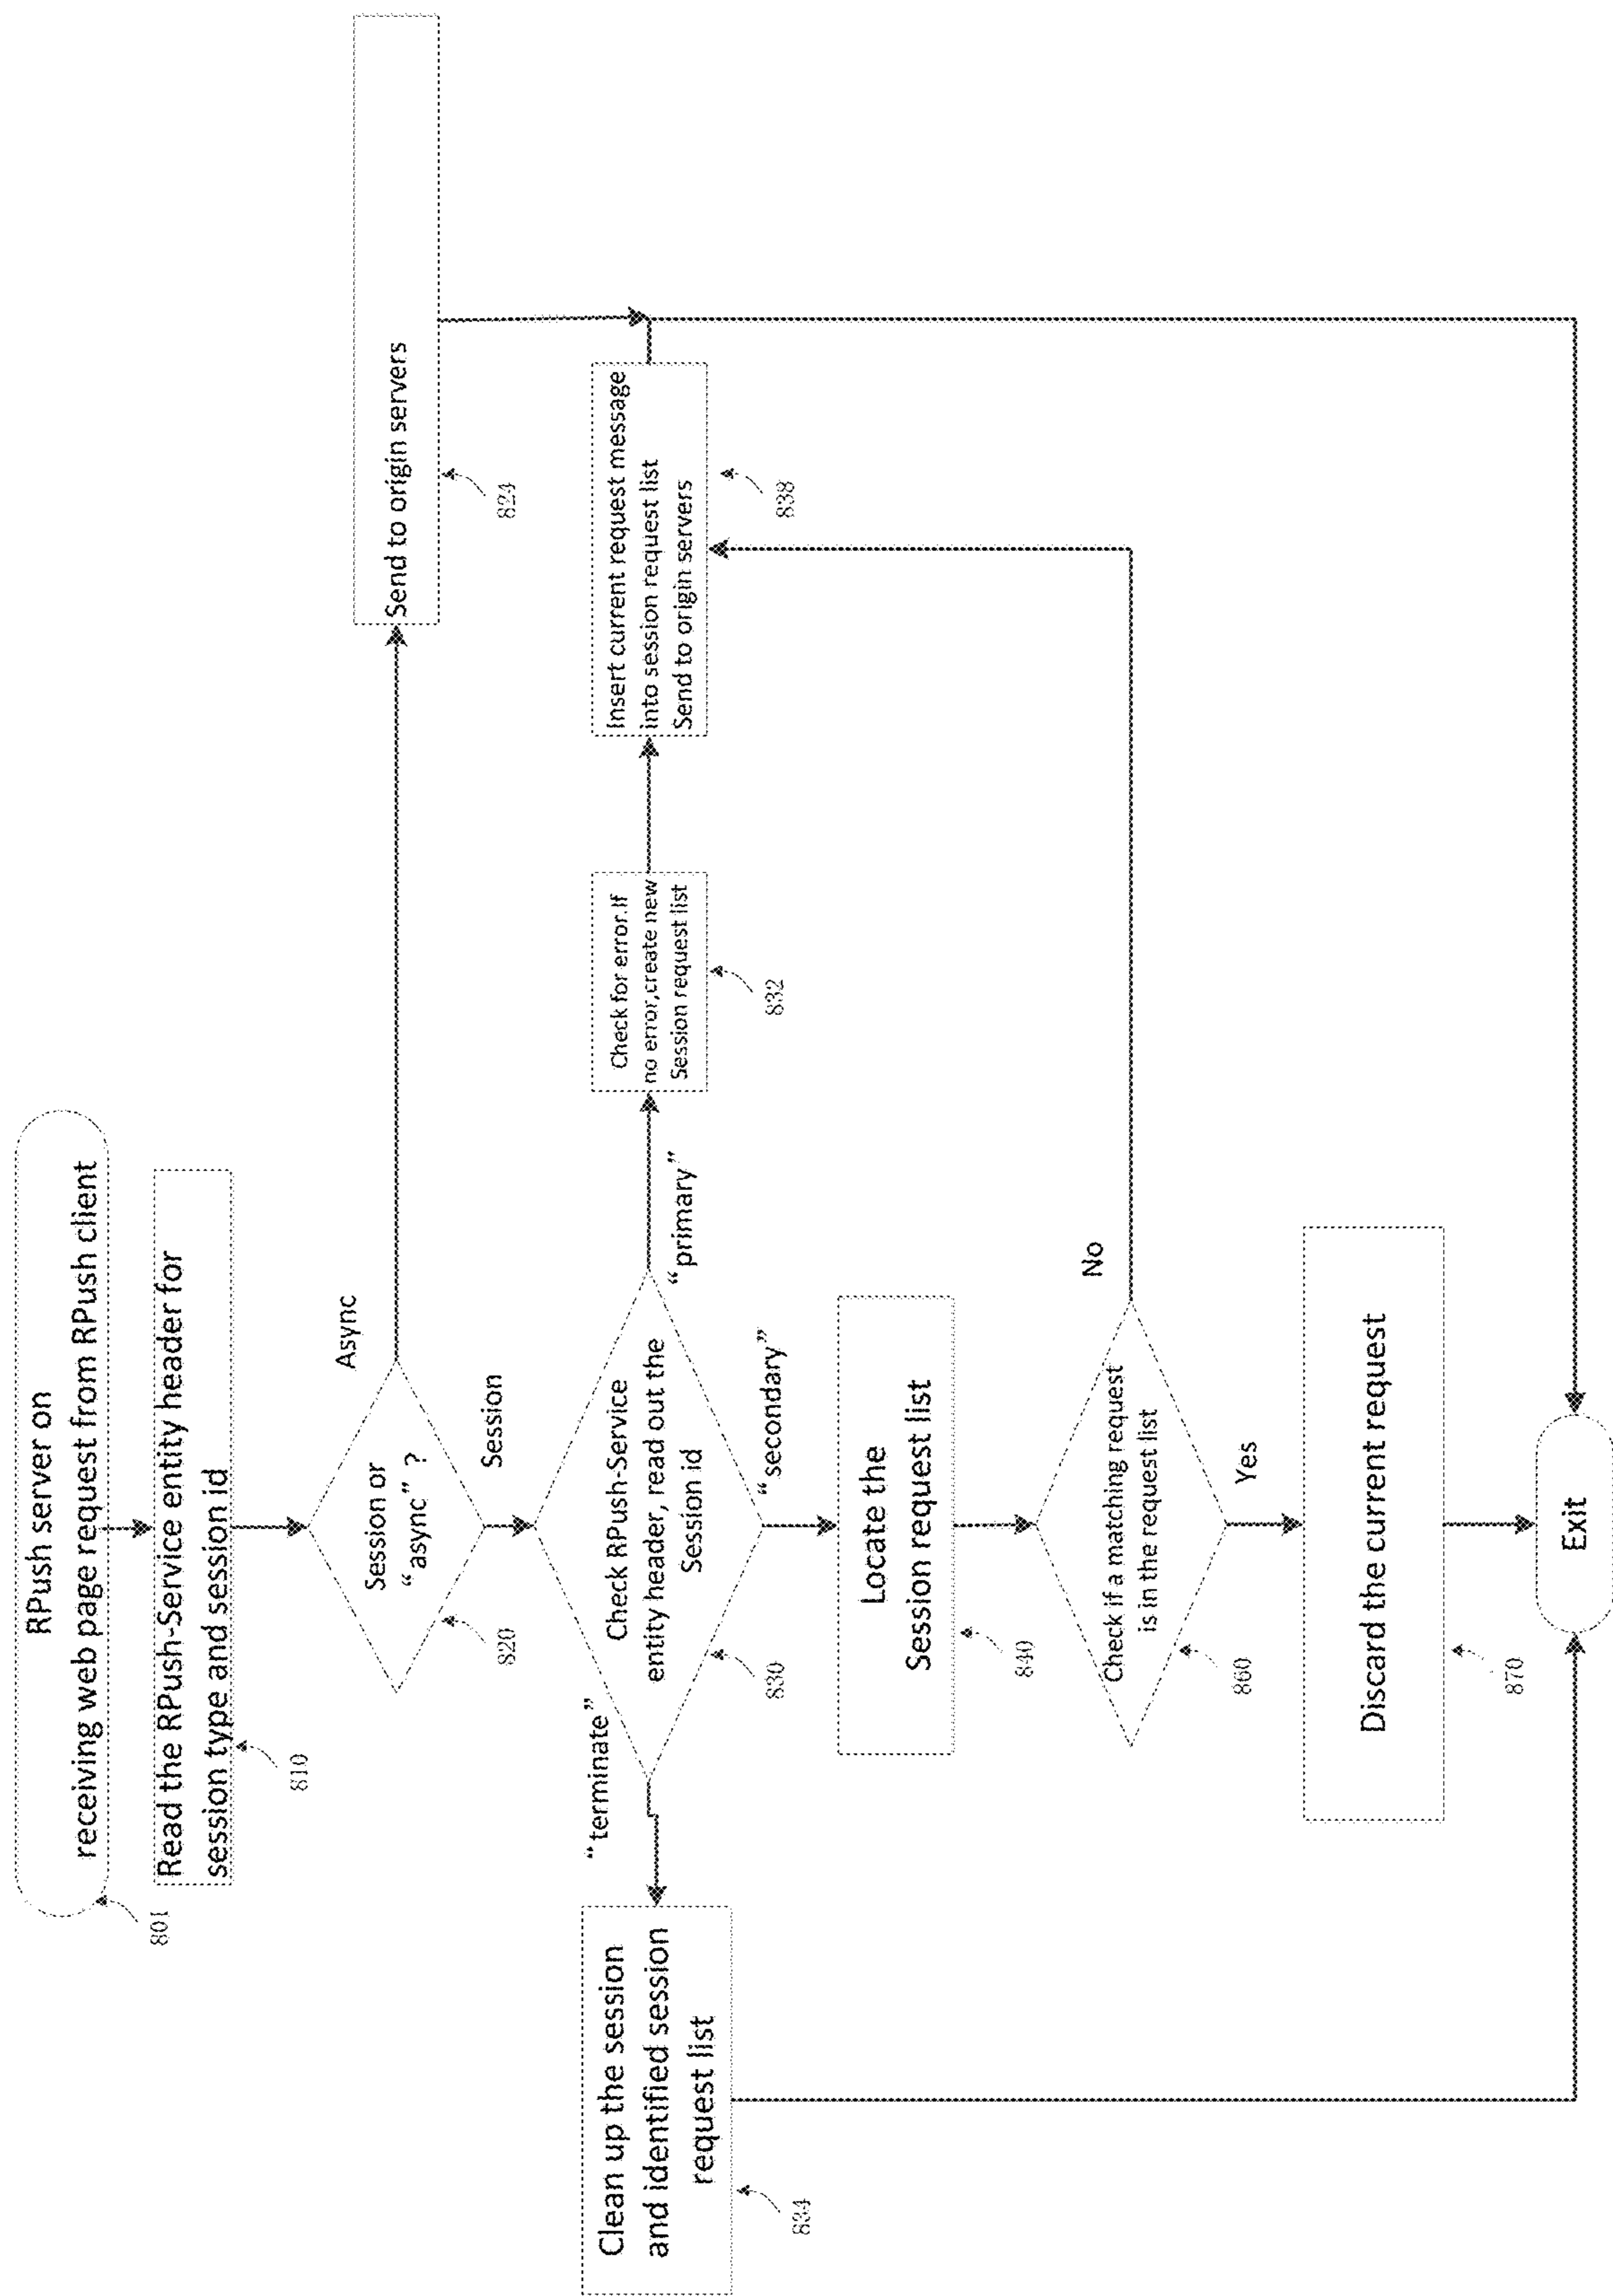 RPush server on
receiving web page request from RPush client
801
Read the RPush-Service entity header for
session type and session id
810
Session or
“async” ?
820
Async
Send to origin servers
824
Session
Check RPush-Service
entity header, read out the
Session id
830
“terminate”
Clean up the session
and identified session
request list
834
“primary”
Check for error.If
no error,create new
Session request list
832
Insert current request message
into session request list
Send to origin servers
838
“secondary”
Locate the
Session request list
840
Check if a matching request
is in the request list
860
No
Yes
Discard the current request
870
Exit